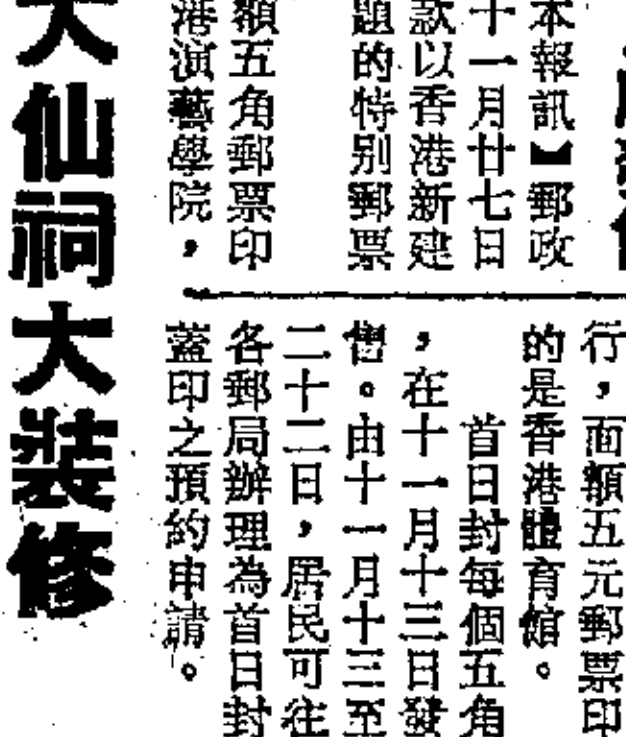 本報訊】郵政
十一月廿七日
款以香港新建
題的特別郵票
額五角郵票印
港演藝學院，
行，面額五元郵票印
的是香港體育館。
首日封每個五角
，在十一月十三日發
售。由十一月十三至
二十二日，居民可往
各郵局辦理為首日封
蓋印之預約申請。
大仙祠大裝修